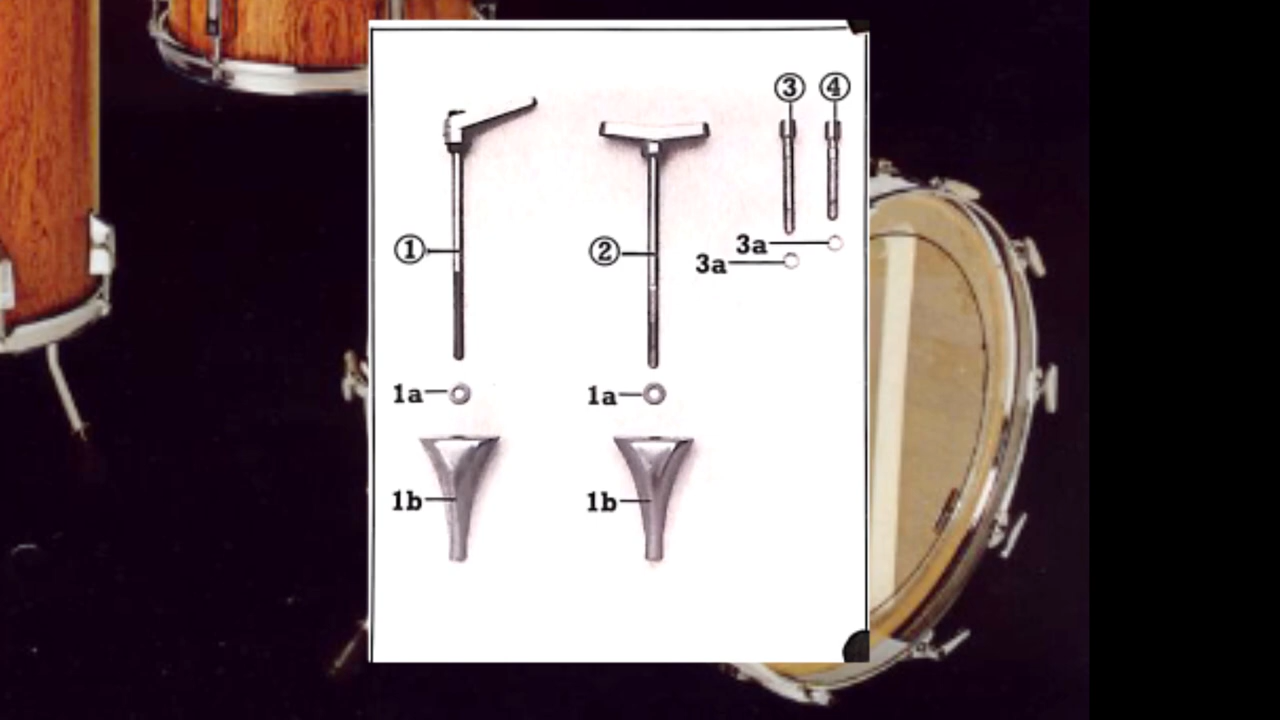 ③ ④
① ② 3a
3a
1a 1a
1b 1b